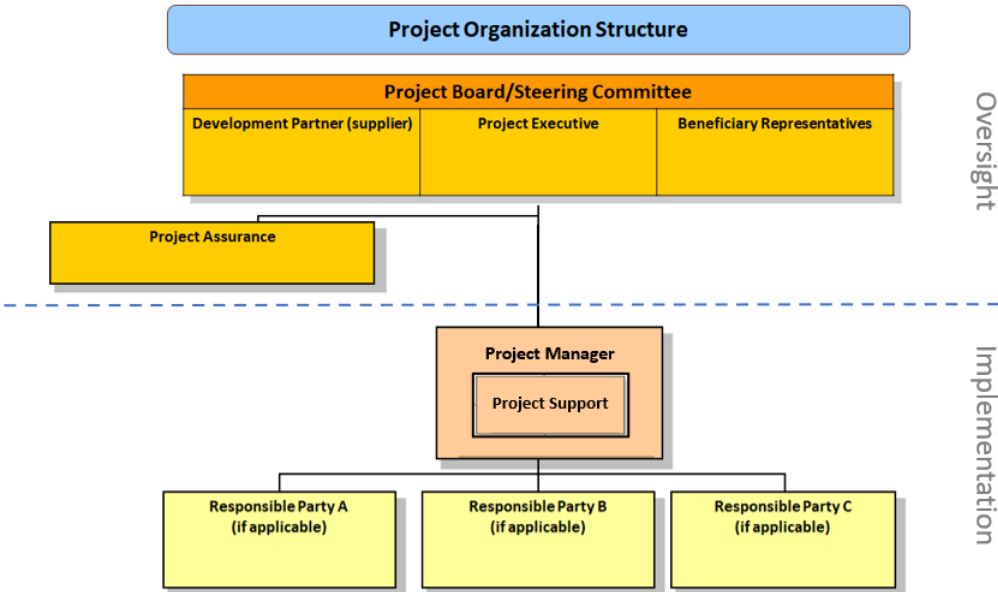 Project Organization Structure
Project Board/Steering Committee
Development Partner (supplier)
Project Executive
Beneficiary Representatives
Oversight
Project Assurance
Project Manager
Project Support
Implementation
Responsible Party A
(if applicable)
Responsible Party B
(if applicable)
Responsible Party C
(if applicable)